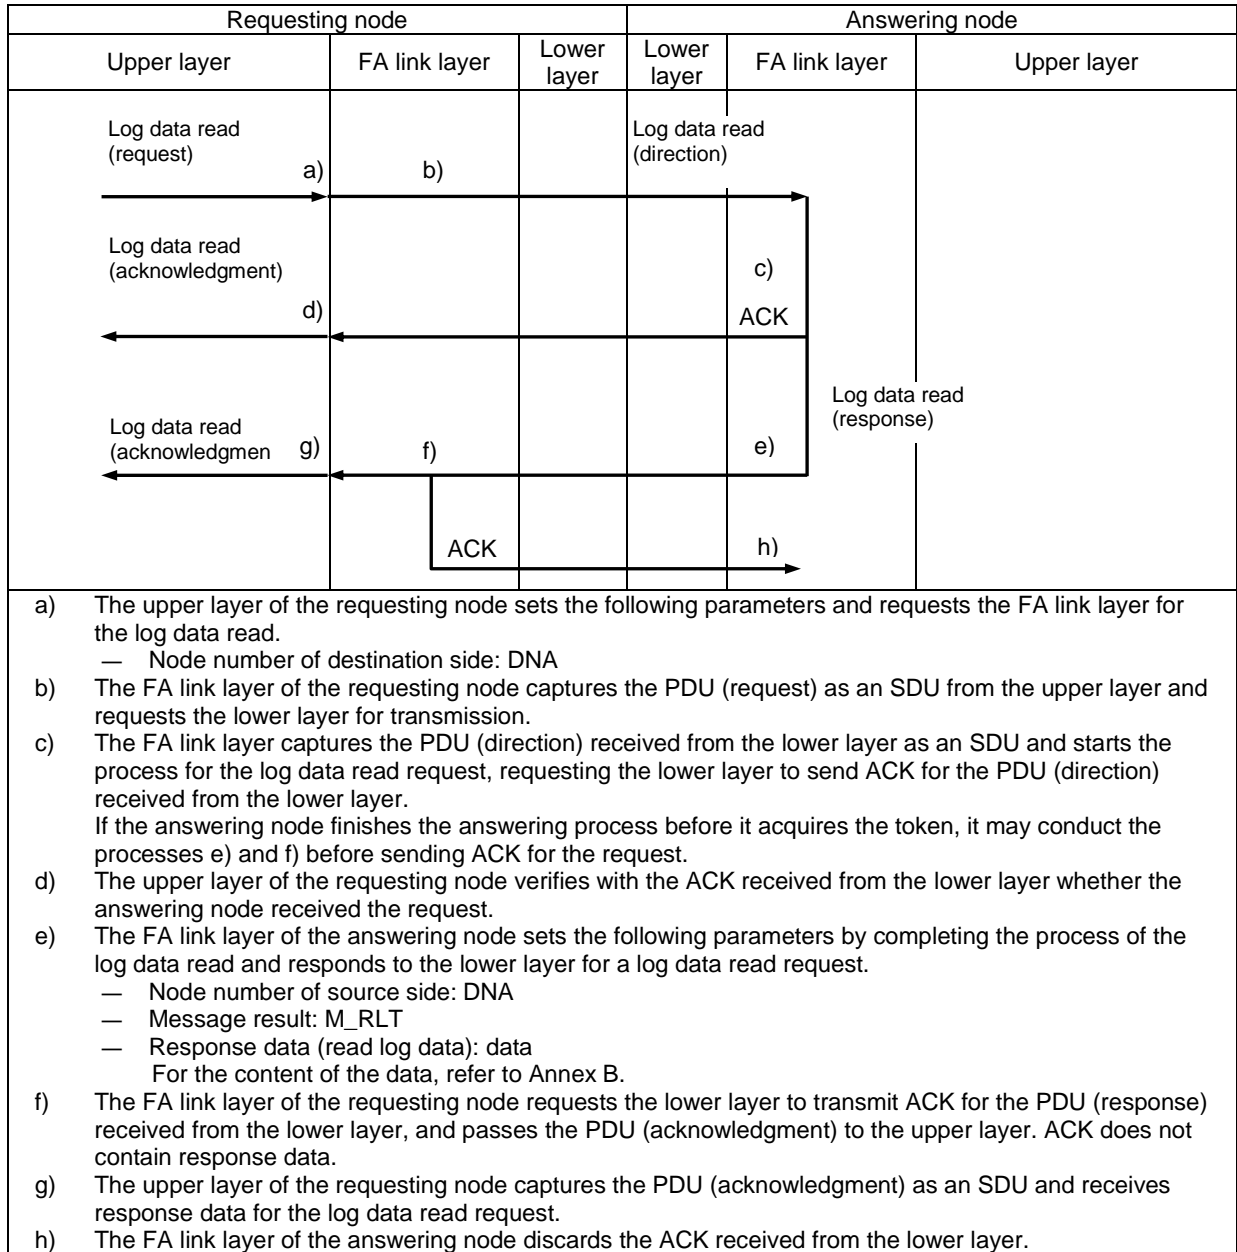 Requesting node
Answering node
Upper layer
FA link layer
Lower layer
Lower layer
FA link layer
Upper layer
Log data read
(request)
a)
b)
Log data read
(direction)
Log data read
(acknowledgment)
c)
d)
ACK
Log data read
(response)
Log data read
(acknowledgmen
g)
f)
e)
ACK
h)
a) The upper layer of the requesting node sets the following parameters and requests the FA link layer for
the log data read.
— Node number of destination side: DNA
b) The FA link layer of the requesting node captures the PDU (request) as an SDU from the upper layer and
requests the lower layer for transmission.
c) The FA link layer captures the PDU (direction) received from the lower layer as an SDU and starts the
process for the log data read request, requesting the lower layer to send ACK for the PDU (direction)
received from the lower layer.
If the answering node finishes the answering process before it acquires the token, it may conduct the
processes e) and f) before sending ACK for the request.
d) The upper layer of the requesting node verifies with the ACK received from the lower layer whether the
answering node received the request.
e) The FA link layer of the answering node sets the following parameters by completing the process of the
log data read and responds to the lower layer for a log data read request.
— Node number of source side: DNA
— Message result: M_RLT
— Response data (read log data): data
For the content of the data, refer to Annex B.
f) The FA link layer of the requesting node requests the lower layer to transmit ACK for the PDU (response)
received from the lower layer, and passes the PDU (acknowledgment) to the upper layer. ACK does not
contain response data.
g) The upper layer of the requesting node captures the PDU (acknowledgment) as an SDU and receives
response data for the log data read request.
h) The FA link layer of the answering node discards the ACK received from the lower layer.